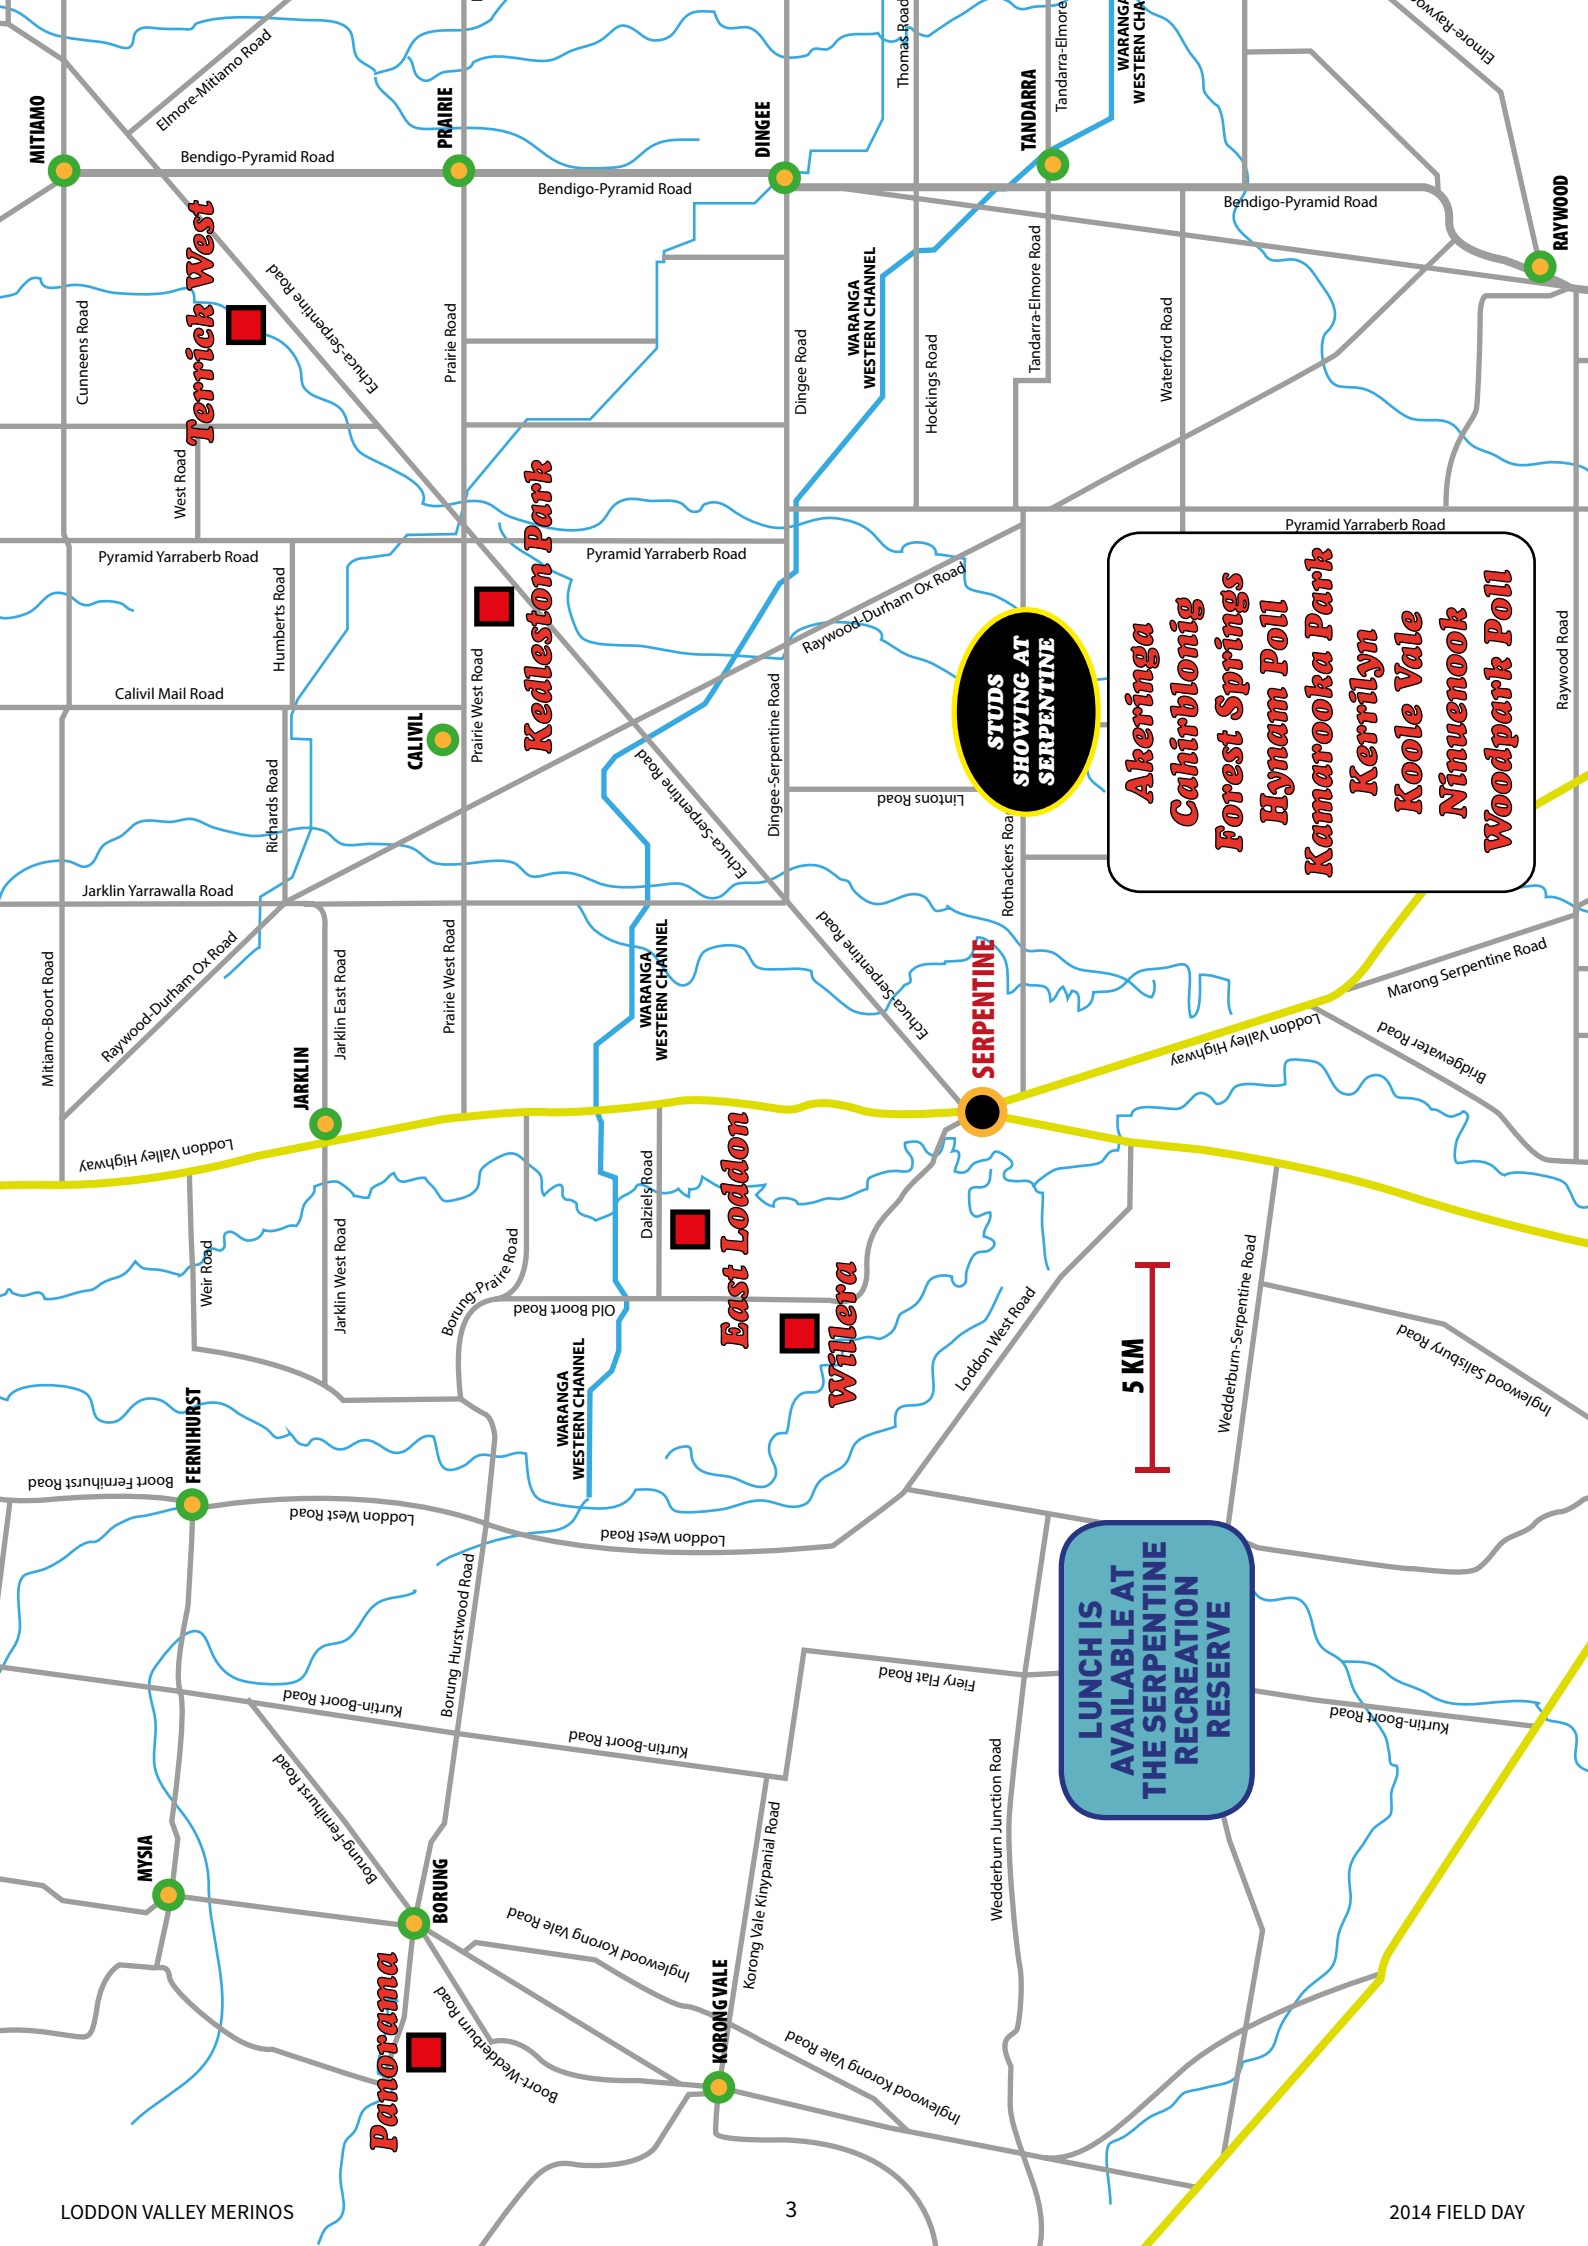 MITIAMO
Elmore-Mitiamo Road
PRAIRIE
DINGEE
Thomas Road
TANDARRA
Tandarra-Elmore
WARANGA
WESTERN CHA
Elmore-Raywo
Bendigo-Pyramid Road
Bendigo-Pyramid Road
Bendigo-Pyramid Road
RAYWOOD
Terrick West
Cunneens Road
Echuca-Serpentine Road
Prairie Road
Dingee Road
WARANGA
WESTERN CHANNEL
Hockings Road
Tandarra-Elmore Road
Waterford Road
West Road
Kedleston Park
Pyramid Yarraberb Road
Pyramid Yarraberb Road
Pyramid Yarraberb Road
Humberts Road
Calivil Mail Road
CALIVIL
Prairie West Road
Raywood-Durham Ox Road
Raywood Road
STUDS
SHOWING AT
SERPENTINE
Akeringa
Cahirblonig
Forest Springs
Hynam Poll
Kamarooka Park
Kerrilyn
Koole Vale
Nimuenook
Woodpark Poll
Richards Road
Echuca-Serpentine Road
Dingee-Serpentine Road
Lintons Road
Rothackers Roa
Jarklin Yarrawalla Road
Mitiamo-Boort Road
Raywood-Durham Ox Road
Jarklin East Road
Prairie West Road
WARANGA
WESTERN CHANNEL
Echuca-Serpentine Road
SERPENTINE
Marong Serpentine Road
Loddon Valley Highway
Bridgewater Road
JARKLIN
Loddon Valley Highway
Weir Road
Jarklin West Road
Borung-Praire Road
Old Boort Road
Dalziels Road
East Loddon
Willera
Loddon West Road
5 KM
Wedderburn-Serpentine Road
Inglewood Salisbury Road
WARANGA
WESTERN CHANNEL
FERNIHURST
Boort Fernihurst Road
Loddon West Road
Loddon West Road
Borung Hurstwood Road
LUNCH IS
AVAILABLE AT
THE SERPENTINE
RECREATION
RESERVE
Kurtin-Boort Road
Kurtin-Boort Road
Fiery Flat Road
Kurtin-Boort Road
Wedderburn Junction Road
Borung-Fernihurst Road
MYSIA
BORUNG
Korong Vale Kinypanial Road
Inglewood Korong Vale Road
Panorama
Boort-Wedderburn Road
KORONG VALE
Inglewood Korong Vale Road
LODDON VALLEY MERINOS
3
2014 FIELD DAY